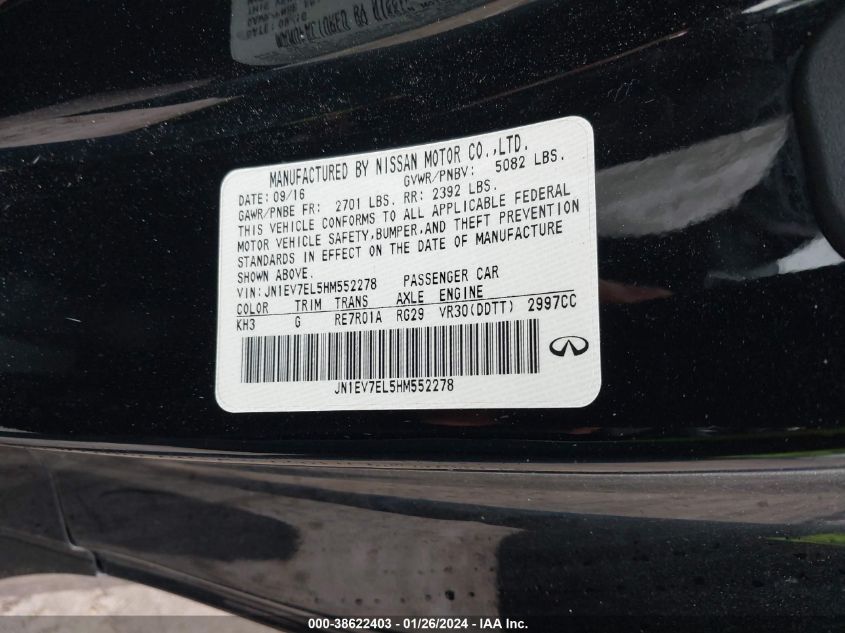 MANUFACTURED BY NISSAN MOTOR CO.,LTD.
DATE: 09/16 GVWR/PNBV: 5082 LBS.
GAWR/PNBE FR: 2701 LBS. RR: 2392 LBS.
THIS VEHICLE CONFORMS TO ALL APPLICABLE FEDERAL
MOTOR VEHICLE SAFETY,BUMPER,AND THEFT PREVENTION
STANDARDS IN EFFECT ON THE DATE OF MANUFACTURE
SHOWN ABOVE.
VIN:JN1EV7EL5HM552278 PASSENGER CAR
COLOR TRIM TRANS AXLE ENGINE
KH3 G RE7R01A RG29 VR30(DDTT) 2997CC
JN1EV7EL5HM552278
000-38622403 - 01/26/2024 - IAA Inc.